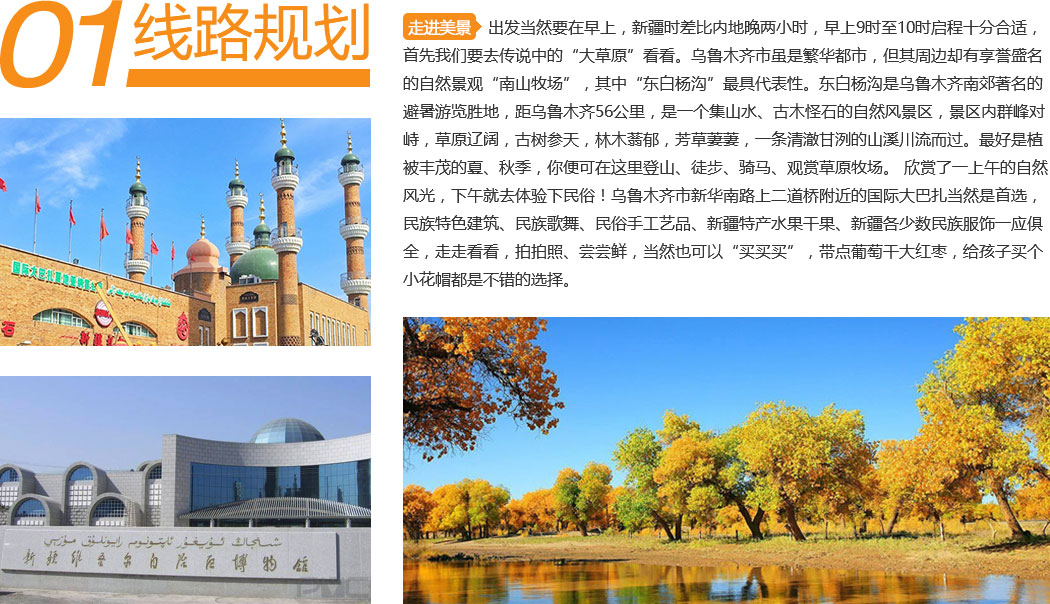 01
线路规划
走进美景
出发当然要在早上，新疆时差比内地晚两小时，早上9时至10时启程十分合适，
首先我们要去传说中的“大草原”看看。乌鲁木齐市虽是繁华都市，但其周边却有享誉盛名
的自然景观“南山牧场”，其中“东白杨沟”最具代表性。东白杨沟是乌鲁木齐南郊著名的
避暑游览胜地，距乌鲁木齐56公里，是一个集山水、古木怪石的自然风景区，景区内群峰对
峙，草原辽阔，古树参天，林木蓊郁，芳草萋萋，一条清澈甘洌的山溪川流而过。最好是植
被丰茂的夏、秋季，你便可在这里登山、徒步、骑马、观赏草原牧场。 欣赏了一上午的自然
风光，下午就去体验下民俗！乌鲁木齐市新华南路上二道桥附近的国际大巴扎当然是首选，
民族特色建筑、民族歌舞、民俗手工艺品、新疆特产水果干果、新疆各少数民族服饰一应俱
全，走走看看，拍拍照、尝尝鲜，当然也可以“买买买”，带点葡萄干大红枣，给孩子买个
小花帽都是不错的选择。
شىنجاڭ ئۇيغۇر ئاپتونوم رايونلۇق مۇزېي
新疆维吾尔自治区博物馆